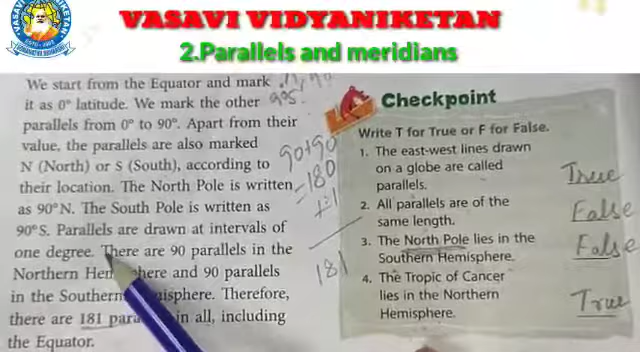 VASAVI VIDYANIKETAN
2.Parallels and meridians
We start from the Equator and mark
it as 0° latitude. We mark the other
parallels from 0° to 90°. Apart from their
value, the parallels are also marked
N (North) or S (South), according to
their location. The North Pole is written
as 90°N. The South Pole is written as
90°S. Parallels are drawn at intervals of
one degree. There are 90 parallels in the
Northern Hem here and 90 parallels
in the Southern isphere. Therefore,
there are 181 para in all, including
the Equator.
90+90
=180
+1
181
Checkpoint
Write T for True or F for False.
1. The east-west lines drawn
on a globe are called
parallels. True
2. All parallels are of the
same length. False
3. The North Pole lies in the
Southern Hemisphere. False
4. The Tropic of Cancer
lies in the Northern
Hemisphere. True